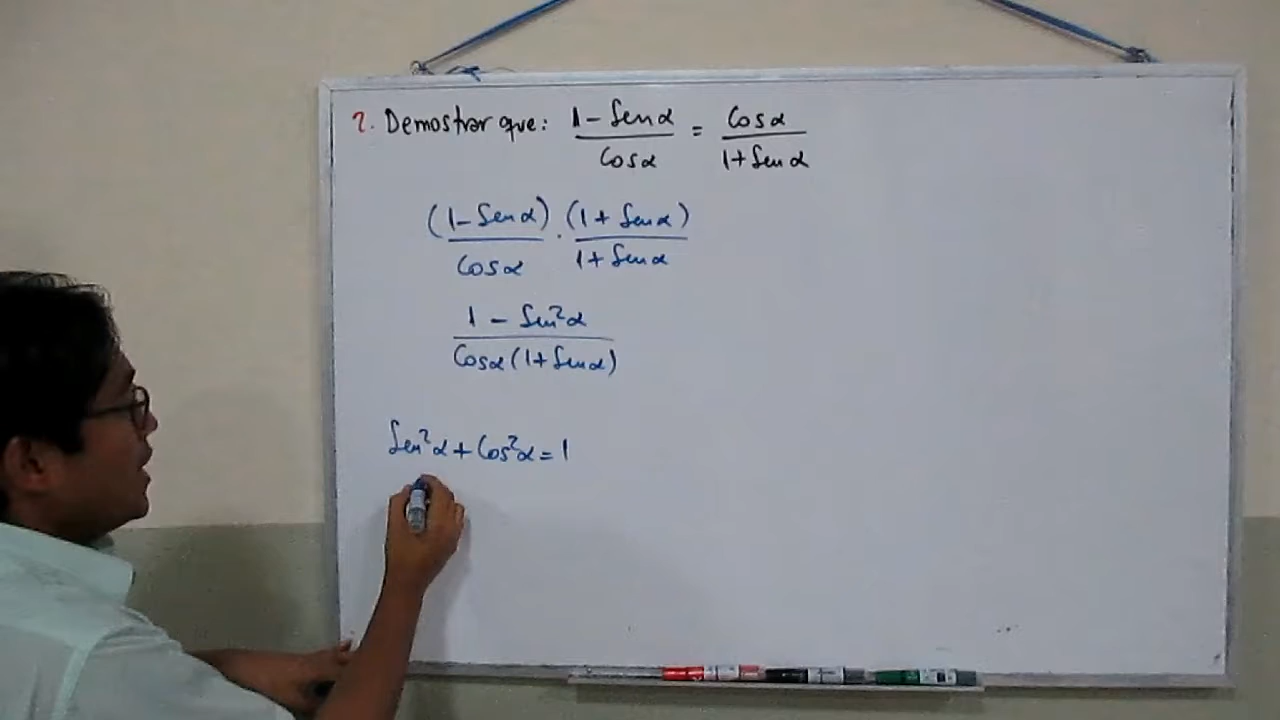 2. Demostrar que: (1 - Sen α)/(Cos α) = (Cos α)/(1 + Sen α)
(1 - Sen α)/(Cos α) · (1 + Sen α)/(1 + Sen α)
(1 - Sen²α)/(Cos α (1 + Sen α))
Sen²α + Cos²α = 1